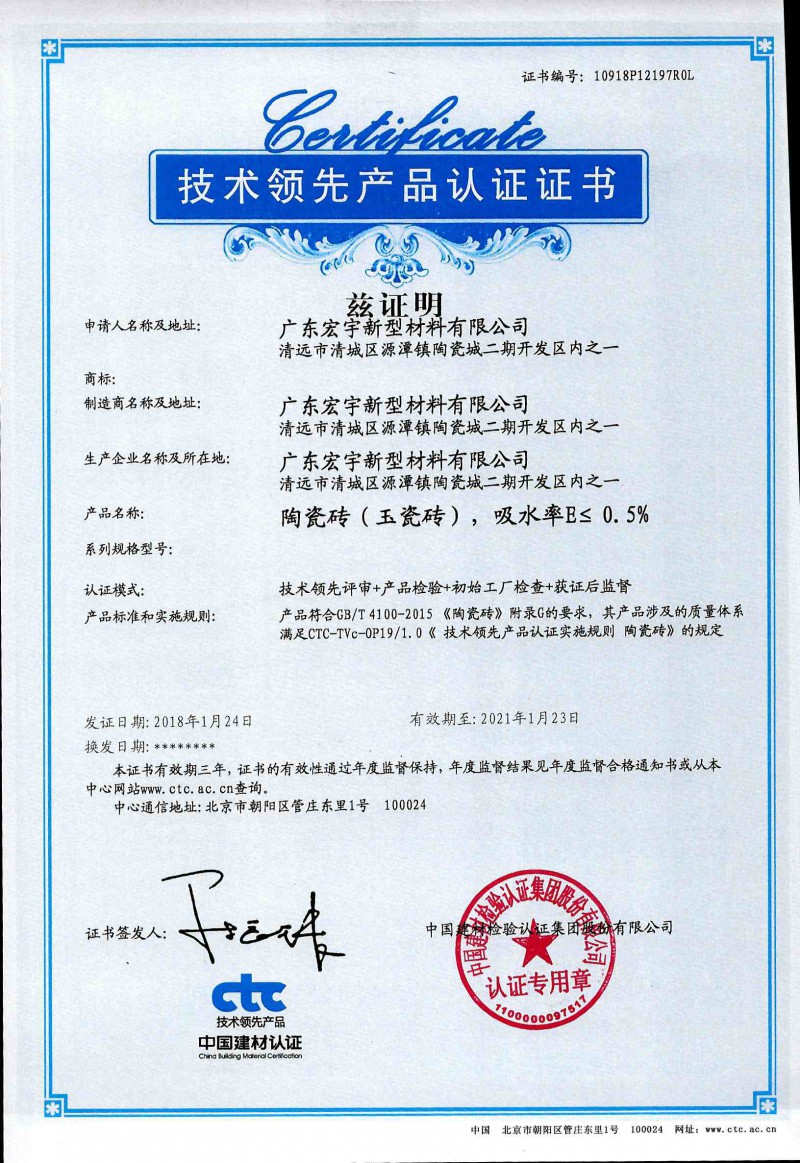 证书编号：10918P12197R0L
Certificate
技术领先产品认证证书
兹证明
申请人名称及地址： 广东宏宇新型材料有限公司
清远市清城区源潭镇陶瓷城二期开发区内之一
商标：
制造商名称及地址： 广东宏宇新型材料有限公司
清远市清城区源潭镇陶瓷城二期开发区内之一
生产企业名称及所在地： 广东宏宇新型材料有限公司
清远市清城区源潭镇陶瓷城二期开发区内之一
产品名称： 陶瓷砖（玉瓷砖），吸水率E≤ 0.5%
系列规格型号：
认证模式： 技术领先评审+产品检验+初始工厂检查+获证后监督
产品标准和实施规则： 产品符合GB/T 4100-2015《陶瓷砖》附录G的要求，其产品涉及的质量体系
满足CTC-TVc-OP19/1.0《 技术领先产品认证实施规则 陶瓷砖》的规定
发证日期：2018年1月24日 有效期至：2021年1月23日
换发日期：********
本证书有效期三年，证书的有效性通过年度监督保持，年度监督结果见年度监督合格通知书或从本
中心网站www.ctc.ac.cn查询。
中心通信地址：北京市朝阳区管庄东里1号 100024
证书签发人： 中国建材检验认证集团股份有限公司
中国建材检验认证集团股份有限公司
认证专用章
1100000097517
ctc
技术领先产品
中国建材认证
China Building Material Certification
中国 北京市朝阳区管庄东里1号 100024 网址：www.ctc.ac.cn